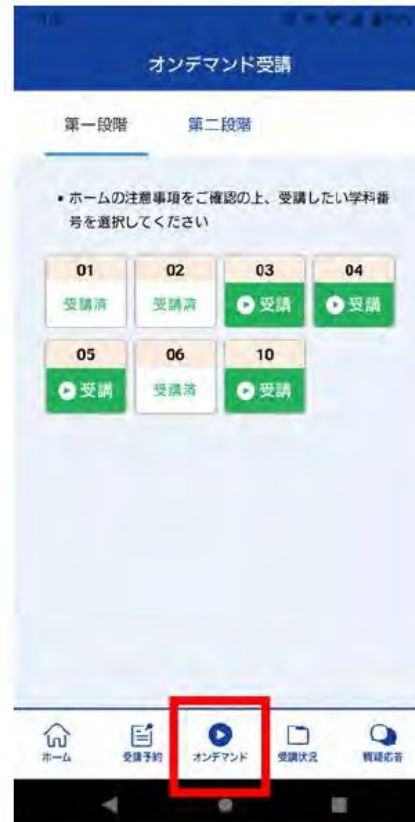 オンデマンド受講
第一段階 第二段階
• ホームの注意事項をご確認の上、受講したい学科番
号を選択してください
01 02 03 04
受講済 受講済 受講 受講
05 06 10
受講 受講済 受講
ホーム 受講予約 オンデマンド 受講状況 質疑応答